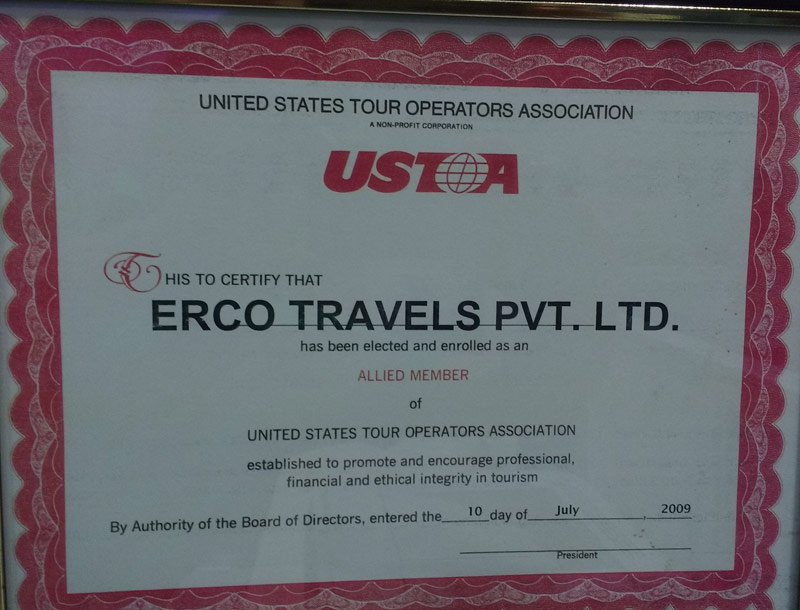 UNITED STATES TOUR OPERATORS ASSOCIATION
A NON-PROFIT CORPORATION
USTOA
THIS TO CERTIFY THAT
ERCO TRAVELS PVT. LTD.
has been elected and enrolled as an
ALLIED MEMBER
of
UNITED STATES TOUR OPERATORS ASSOCIATION
established to promote and encourage professional,
financial and ethical integrity in tourism
By Authority of the Board of Directors, entered the 10 day of July, 2009
President